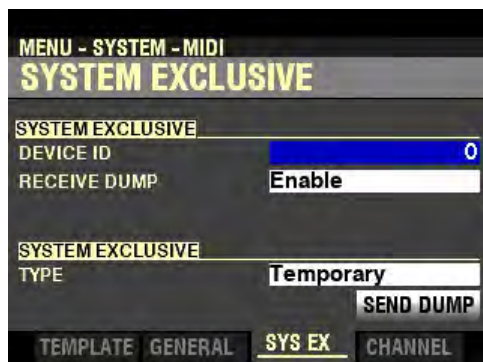 MENU - SYSTEM - MIDI
SYSTEM EXCLUSIVE
SYSTEM EXCLUSIVE
DEVICE ID 0
RECEIVE DUMP Enable
SYSTEM EXCLUSIVE
TYPE Temporary
SEND DUMP
TEMPLATE GENERAL SYS EX CHANNEL